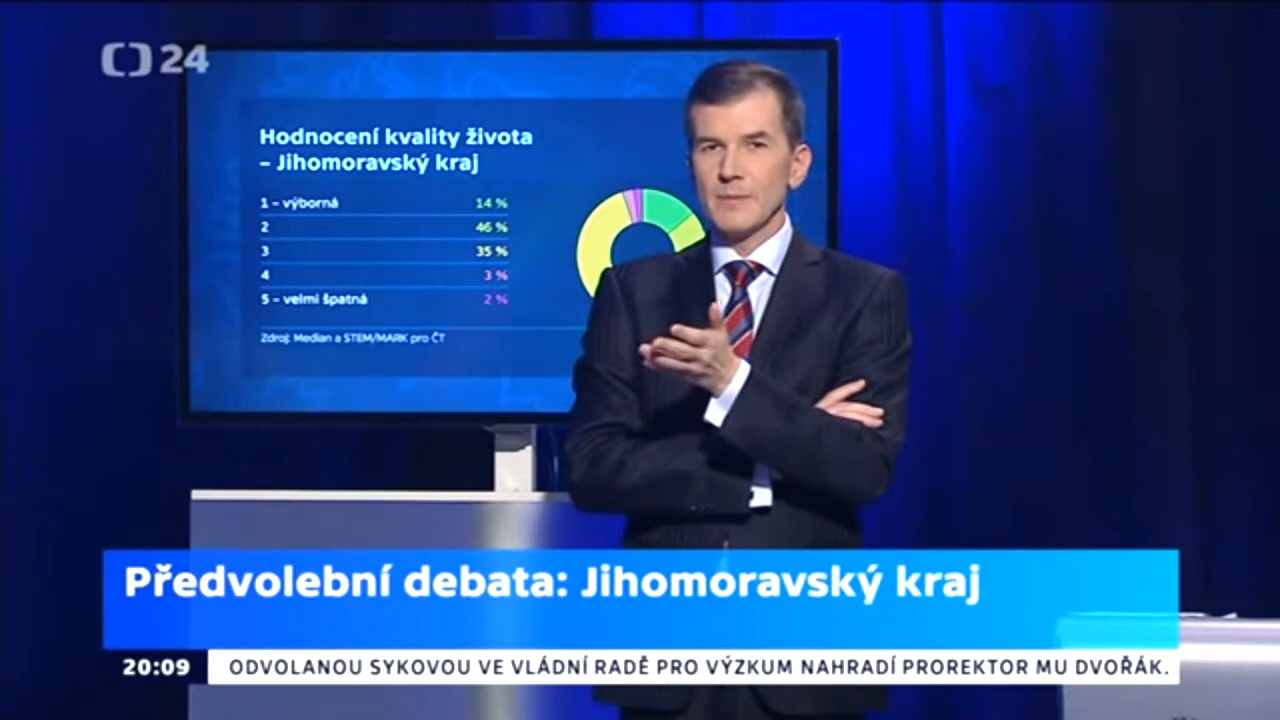 24
Hodnocení kvality života
– Jihomoravský kraj
1 – výborná 14 %
2 46 %
3 35 %
4 3 %
5 – velmi špatná 2 %
Zdroj: Median a STEM/MARK pro ČT
Předvolební debata: Jihomoravský kraj
20:09 ODVOLANOU SYKOVOU VE VLÁDNÍ RADĚ PRO VÝZKUM NAHRADÍ PROREKTOR MU DVOŘÁK.